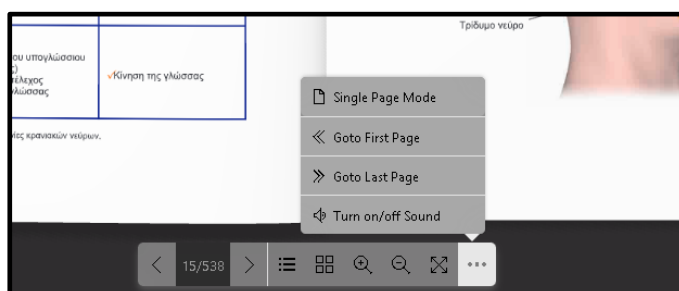 Τρίδυμο νεύρο
ου υπογλώσσιου
ς)
τέλεχος
λώσσας
Κίνηση της γλώσσας
ίες κρανιακών νεύρων.
Single Page Mode
Goto First Page
Goto Last Page
Turn on/off Sound
15/538